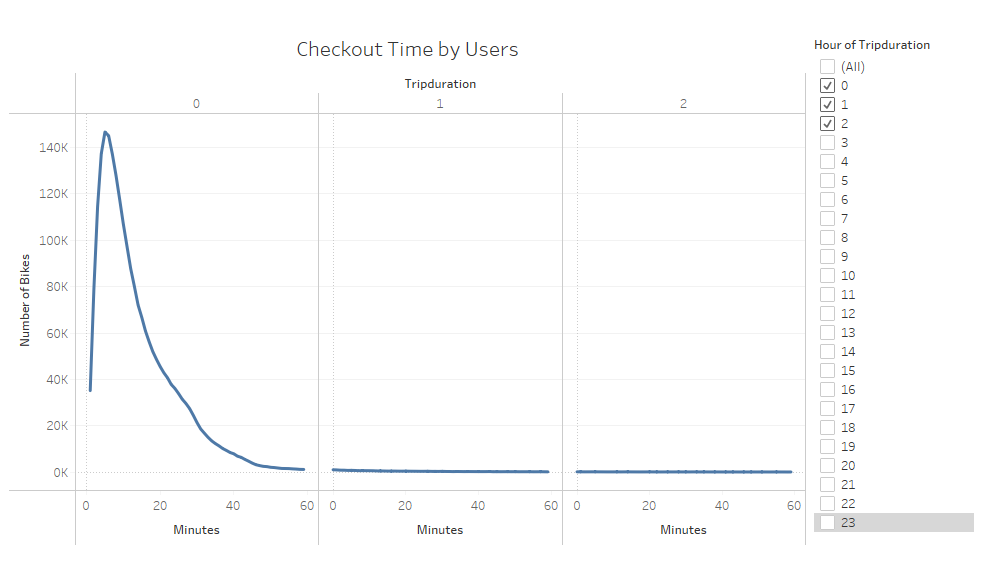 Checkout Time by Users
Tripduration
0 1 2
Number of Bikes
140K
120K
100K
80K
60K
40K
20K
0K
0 20 40 60 0 20 40 60 0 20 40 60
Minutes Minutes Minutes
Hour of Tripduration
(All)
0
1
2
3
4
5
6
7
8
9
10
11
12
13
14
15
16
17
18
19
20
21
22
23